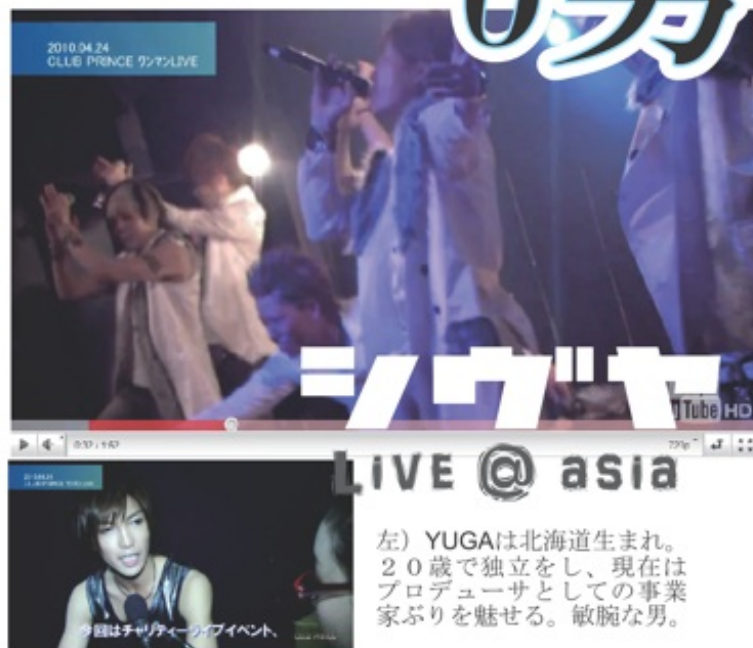 2010.04.24
CLUB PRINCE ワンマンLIVE
シヴヤ
Tube HD
720p
LiVE @ asia
今回はチャリティーライブイベント、
左）YUGAは北海道生まれ。
２０歳で独立をし、現在は
プロデューサとしての事業
家ぶりを魅せる。敏腕な男。